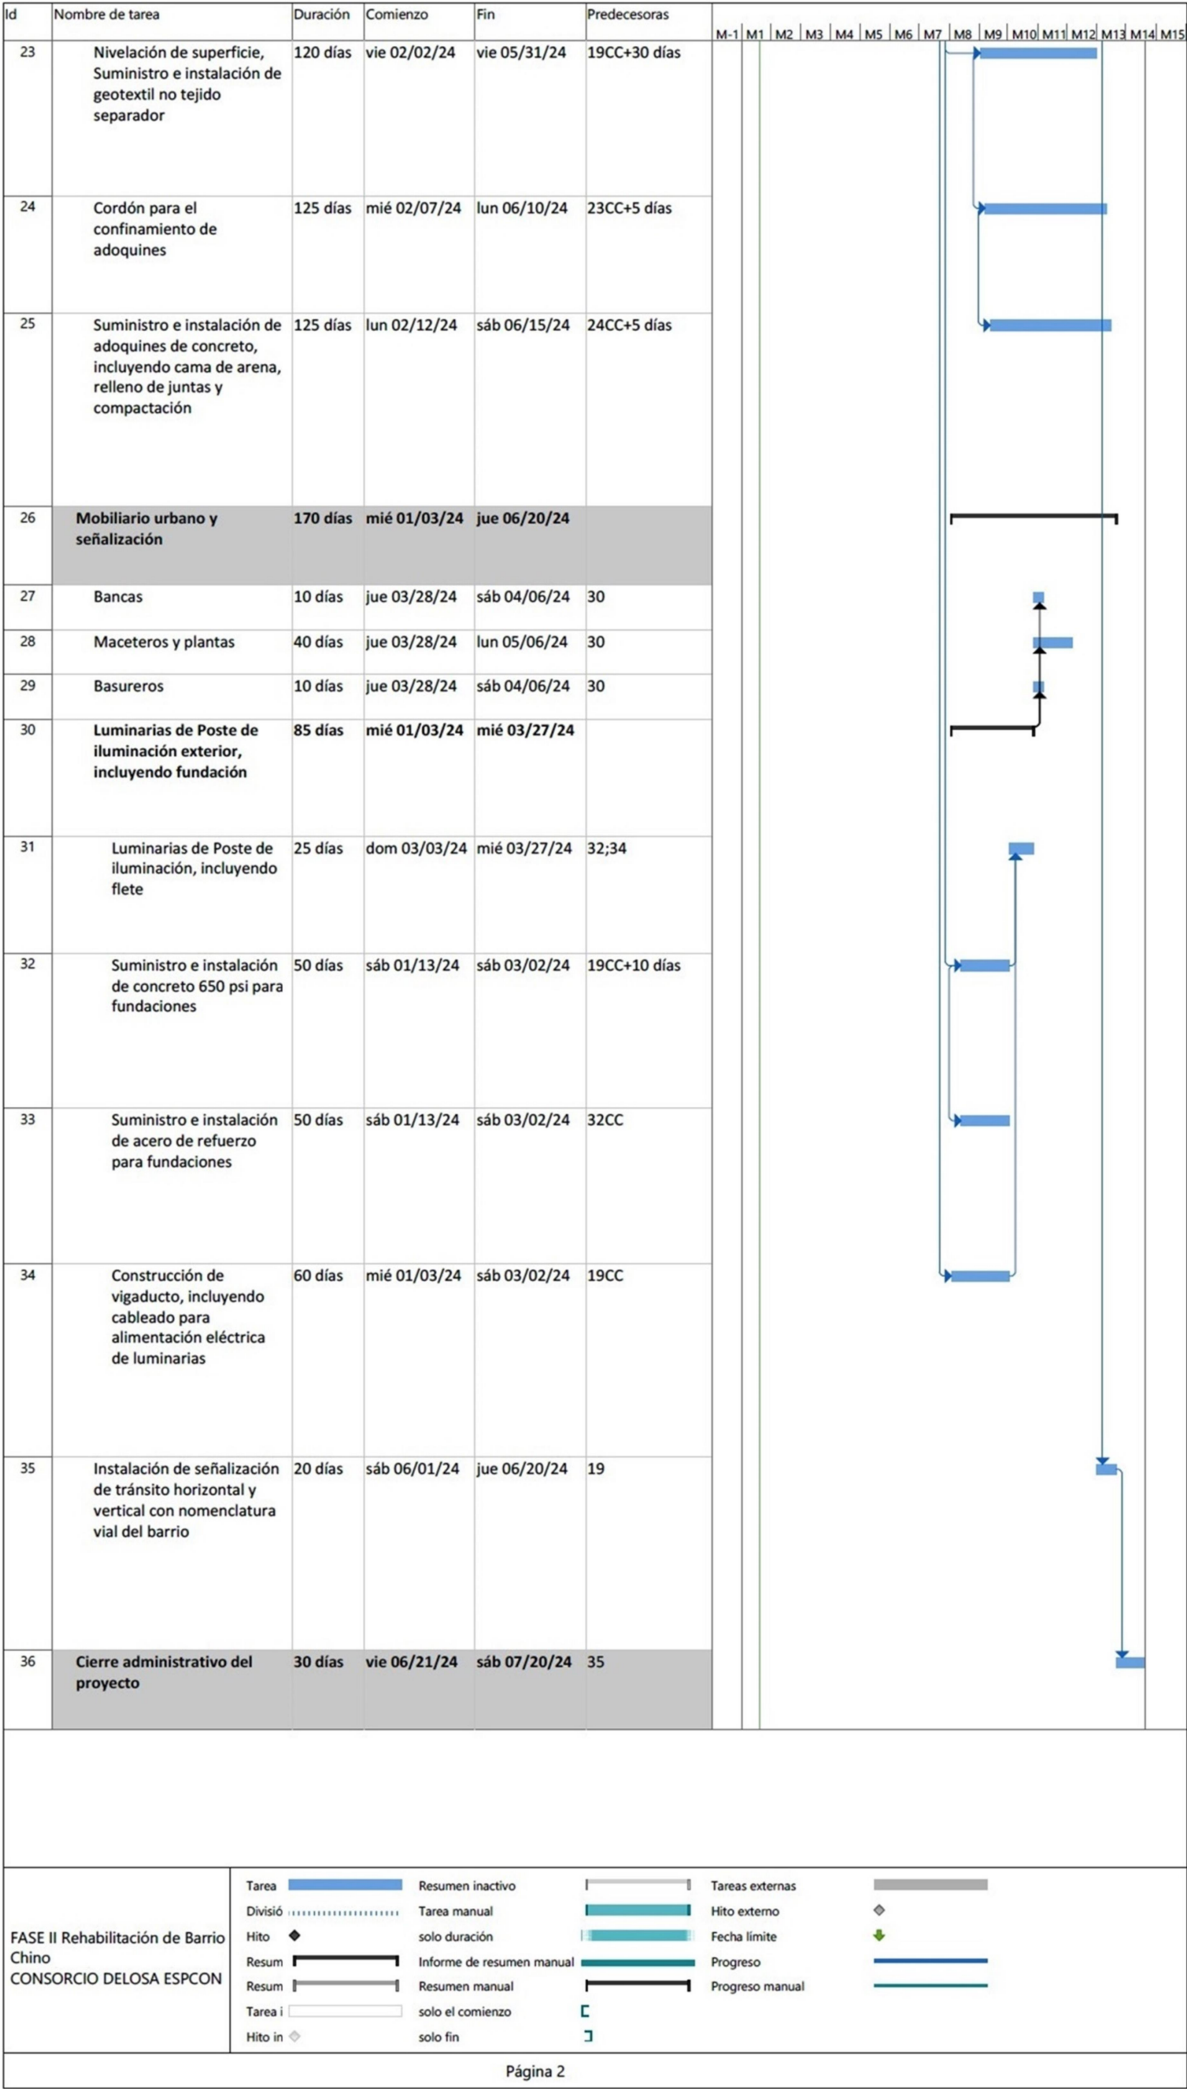 Id Nombre de tarea Duración Comienzo Fin Predecesoras
M-1 M1 M2 M3 M4 M5 M6 M7 M8 M9 M10 M11 M12 M13 M14 M15
23 Nivelación de superficie, 120 días vie 02/02/24 vie 05/31/24 19CC+30 días
Suministro e instalación de
geotextil no tejido
separador
24 Cordón para el 125 días mié 02/07/24 lun 06/10/24 23CC+5 días
confinamiento de
adoquines
25 Suministro e instalación de 125 días lun 02/12/24 sáb 06/15/24 24CC+5 días
adoquines de concreto,
incluyendo cama de arena,
relleno de juntas y
compactación
26 Mobiliario urbano y 170 días mié 01/03/24 jue 06/20/24
señalización
27 Bancas 10 días jue 03/28/24 sáb 04/06/24 30
28 Maceteros y plantas 40 días jue 03/28/24 lun 05/06/24 30
29 Basureros 10 días jue 03/28/24 sáb 04/06/24 30
30 Luminarias de Poste de 85 días mié 01/03/24 mié 03/27/24
iluminación exterior,
incluyendo fundación
31 Luminarias de Poste de 25 días dom 03/03/24 mié 03/27/24 32;34
iluminación, incluyendo
flete
32 Suministro e instalación 50 días sáb 01/13/24 sáb 03/02/24 19CC+10 días
de concreto 650 psi para
fundaciones
33 Suministro e instalación 50 días sáb 01/13/24 sáb 03/02/24 32CC
de acero de refuerzo
para fundaciones
34 Construcción de 60 días mié 01/03/24 sáb 03/02/24 19CC
vigaducto, incluyendo
cableado para
alimentación eléctrica
de luminarias
35 Instalación de señalización 20 días sáb 06/01/24 jue 06/20/24 19
de tránsito horizontal y
vertical con nomenclatura
vial del barrio
36 Cierre administrativo del 30 días vie 06/21/24 sáb 07/20/24 35
proyecto
FASE II Rehabilitación de Barrio
Chino
CONSORCIO DELOSA ESPCON
Tarea Resumen inactivo Tareas externas
Divisió Tarea manual Hito externo
Hito solo duración Fecha límite
Resum Informe de resumen manual Progreso
Resum Resumen manual Progreso manual
Tarea i solo el comienzo
Hito in solo fin
Página 2